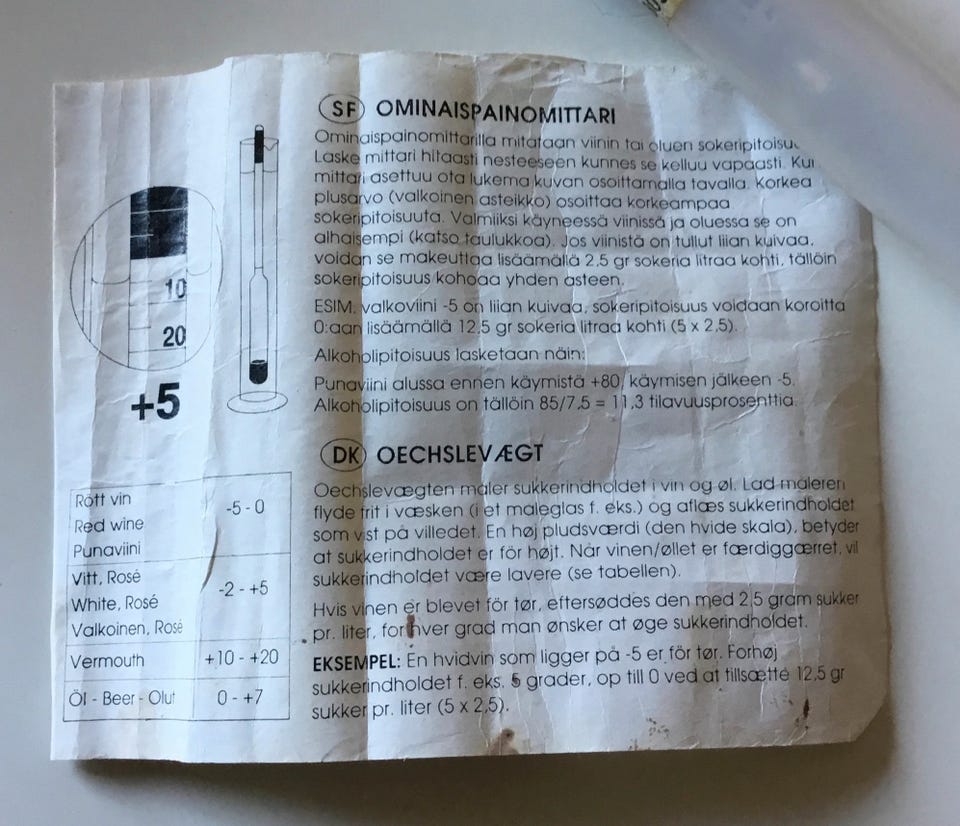 SF OMINAISPAINOMITTARI
Ominaispainomittarilla mitataan viinin tai oluen
Laske mittari hitaasti nesteeseen kunnes se kelluu vapaasti.
mittari asettuu ota lukema kuvan osoittamalla tavalla. Korkea
plusarvo (valkoinen asteikko) osoittaa korkeampaa
sokeripitoisuuta. Valmiiksi käyneessä viinissä ja oluessa se on
alhaisempi (katso taulukkoa). Jos viinistä on tullut liian kuivaa,
voidan se makeuttaa lisäämällä 2,5 gr sokeria litraa kohti, tällöin
sokeripitoisuus kohoaa yhden asteen.
ESIM. valkoviini -5 on liian kuivaa, sokeripitoisuus voidaan koroitta
0:aan lisäämällä 12,5 gr sokeria litraa kohti (5 x 2,5).
Alkoholipitoisuus lasketaan näin:
Punaviini alussa ennen käymistä +80, käymisen jälkeen -5.
Alkoholipitoisuus on tällöin 85/7,5 = 11,3 tilavuusprosenttia.
DK OECHSLEVÆGT
Oechslevægten måler sukkerindholdet i vin og øl. Lad måleren
flyde frit i væsken (i et maleglas f. eks.) og aflæs sukkerindholdet
som vist på villedet. En høj pludsværdi (den hvide skala), betyder
at sukkerindholdet er för højt. Når vinen/øllet er færdiggærret, vil
sukkerindholdet være lavere (se tabellen).
Hvis vinen er blevet för tør, eftersøddes den med 2,5 gram sukker
pr. liter, for hver grad man ønsker at øge sukkerindholdet.
EKSEMPEL: En hvidvin som ligger på -5 er för tør. Forhøj
sukkerindholdet f. eks. 5 grader, op till 0 ved at tillsætte 12,5 gr
sukker pr. liter (5 x 2,5).
10
20
+5
Rött vin
Red wine -5 - 0
Punaviini
Vitt, Rosé
White, Rosé -2 - +5
Valkoinen, Rosé
Vermouth +10 - +20
Öl - Beer - Olut 0 - +7